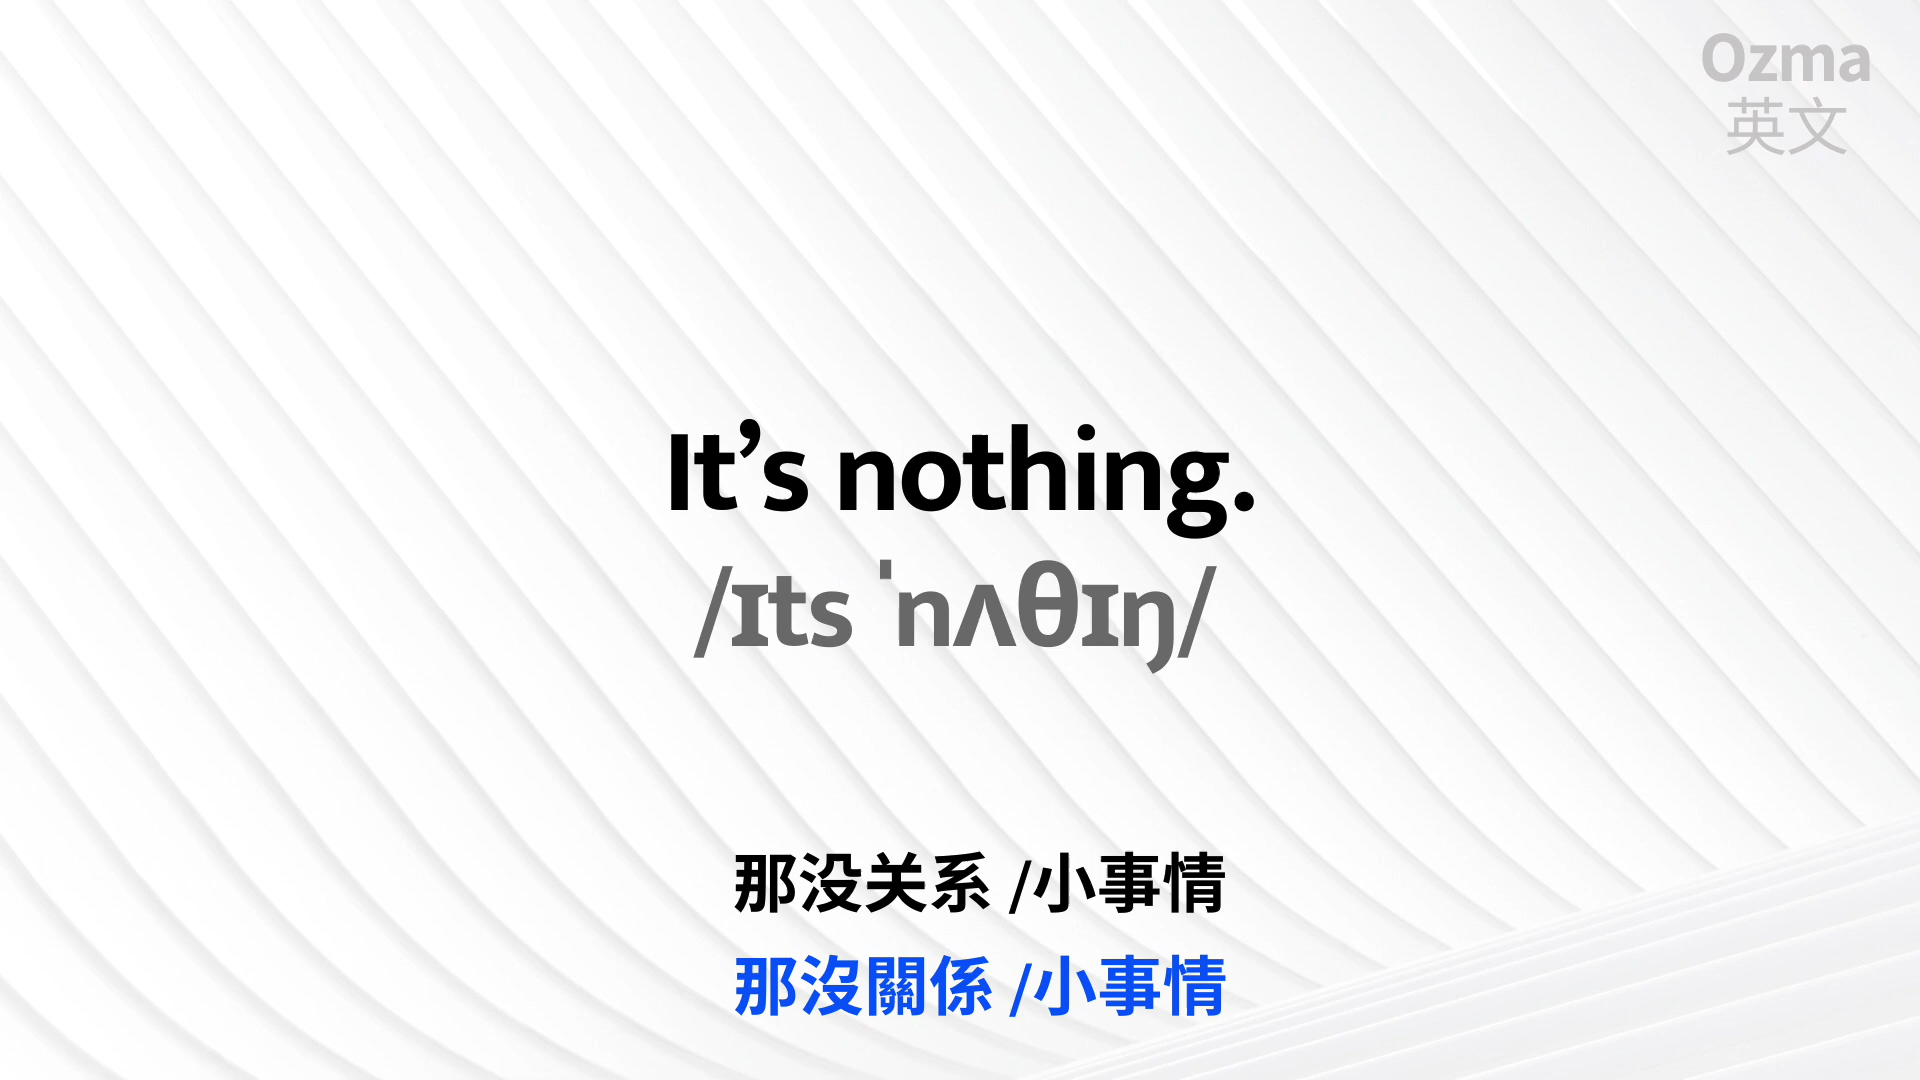 Ozma
英文
It’s nothing.
/ɪts ˈnʌθɪŋ/
那没关系 /小事情
那沒關係 /小事情